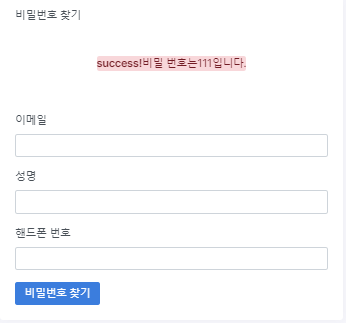 비밀번호 찾기
success!비밀 번호는111입니다.
이메일
성명
핸드폰 번호
비밀변호 찾기